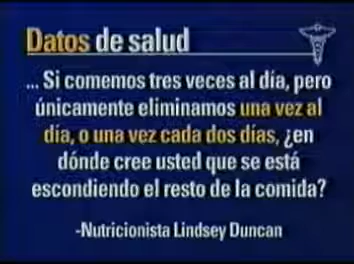 Datos de salud
... Si comemos tres veces al día, pero
únicamente eliminamos una vez al
día, o una vez cada dos días, ¿en
dónde cree usted que se está
escondiendo el resto de la comida?
-Nutricionista Lindsey Duncan